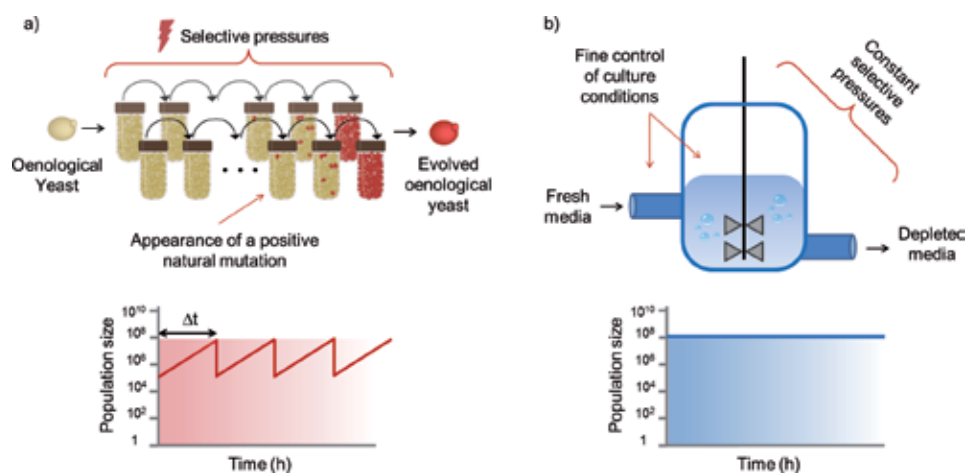 a)
Selective pressures
Oenological
Yeast
Evolved
oenological
yeast
Appearance of a positive
natural mutation
Population size
10¹⁰
10⁸
10⁶
10⁴
10²
1
Δt
Time (h)
b)
Fine control
of culture
conditions
Constant
selective
pressures
Fresh
media
Depletec
media
Population size
10¹⁰
10⁸
10⁶
10⁴
10²
1
Time (h)